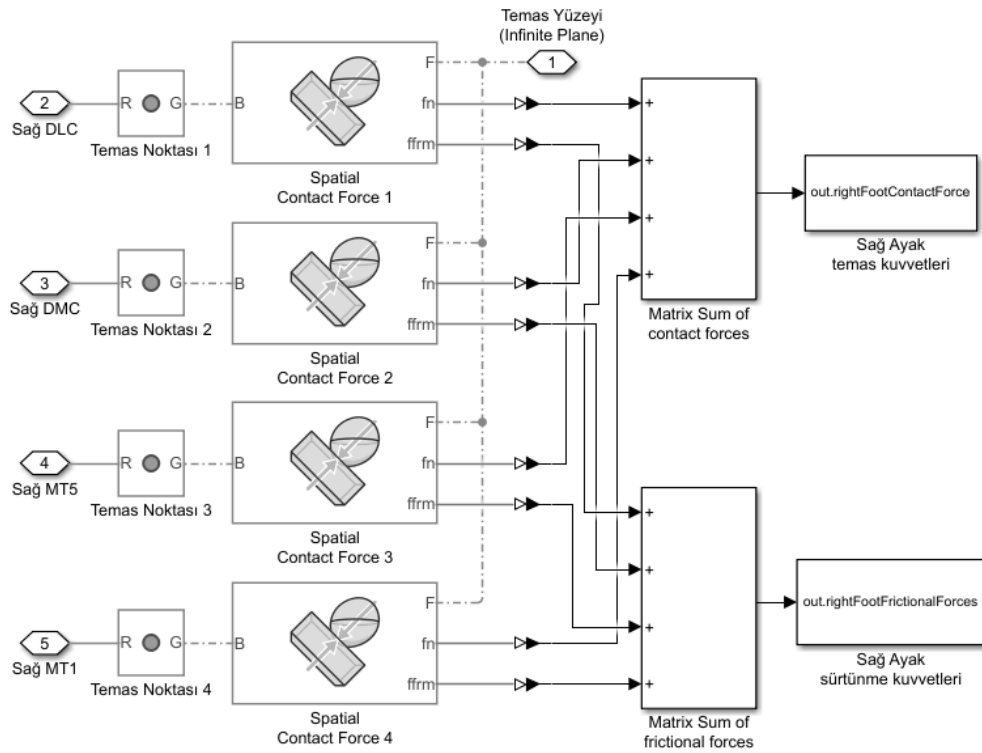 Temas Yüzeyi
(Infinite Plane)
1
2
Sağ DLC
R G
Temas Noktası 1
B
F
fn
ffrm
Spatial
Contact Force 1
3
Sağ DMC
R G
Temas Noktası 2
B
F
fn
ffrm
Spatial
Contact Force 2
4
Sağ MT5
R G
Temas Noktası 3
B
F
fn
ffrm
Spatial
Contact Force 3
5
Sağ MT1
R G
Temas Noktası 4
B
F
fn
ffrm
Spatial
Contact Force 4
+
+
+
+
Matrix Sum of
contact forces
out.rightFootContactForce
Sağ Ayak
temas kuvvetleri
+
+
+
+
Matrix Sum of
frictional forces
out.rightFootFrictionalForces
Sağ Ayak
sürtünme kuvvetleri